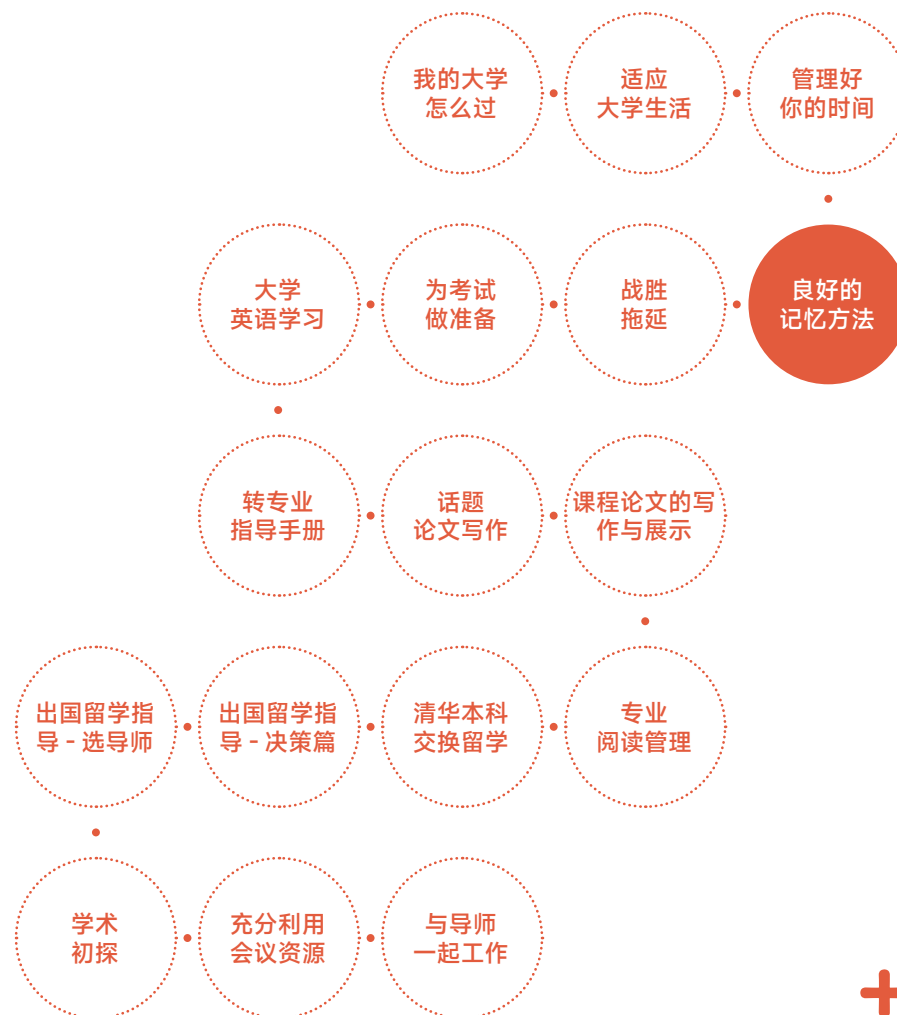 我的大学
怎么过
适应
大学生活
管理好
你的时间
大学
英语学习
为考试
做准备
战胜
拖延
良好的
记忆方法
转专业
指导手册
话题
论文写作
课程论文的写
作与展示
出国留学指
导 - 选导师
出国留学指
导 - 决策篇
清华本科
交换留学
专业
阅读管理
学术
初探
充分利用
会议资源
与导师
一起工作